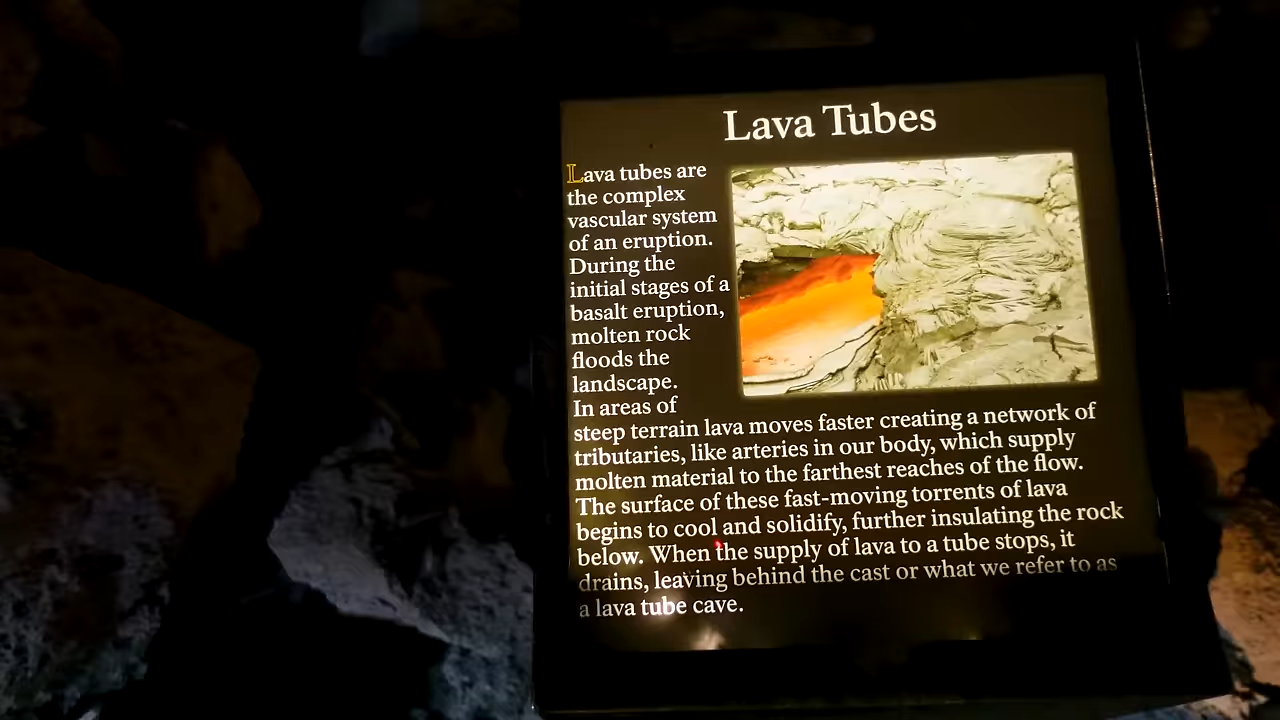 Lava Tubes
Lava tubes are
the complex
vascular system
of an eruption.
During the
initial stages of a
basalt eruption,
molten rock
floods the
landscape.
In areas of
steep terrain lava moves faster creating a network of
tributaries, like arteries in our body, which supply
molten material to the farthest reaches of the flow.
The surface of these fast-moving torrents of lava
begins to cool and solidify, further insulating the rock
below. When the supply of lava to a tube stops, it
drains, leaving behind the cast or what we refer to as
a lava tube cave.